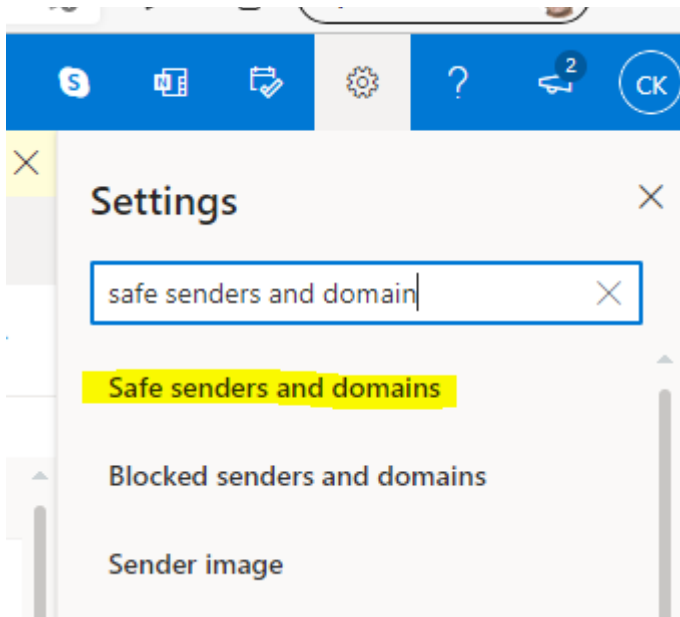 S
N
?
2
CK
Settings
safe senders and domain
Safe senders and domains
Blocked senders and domains
Sender image